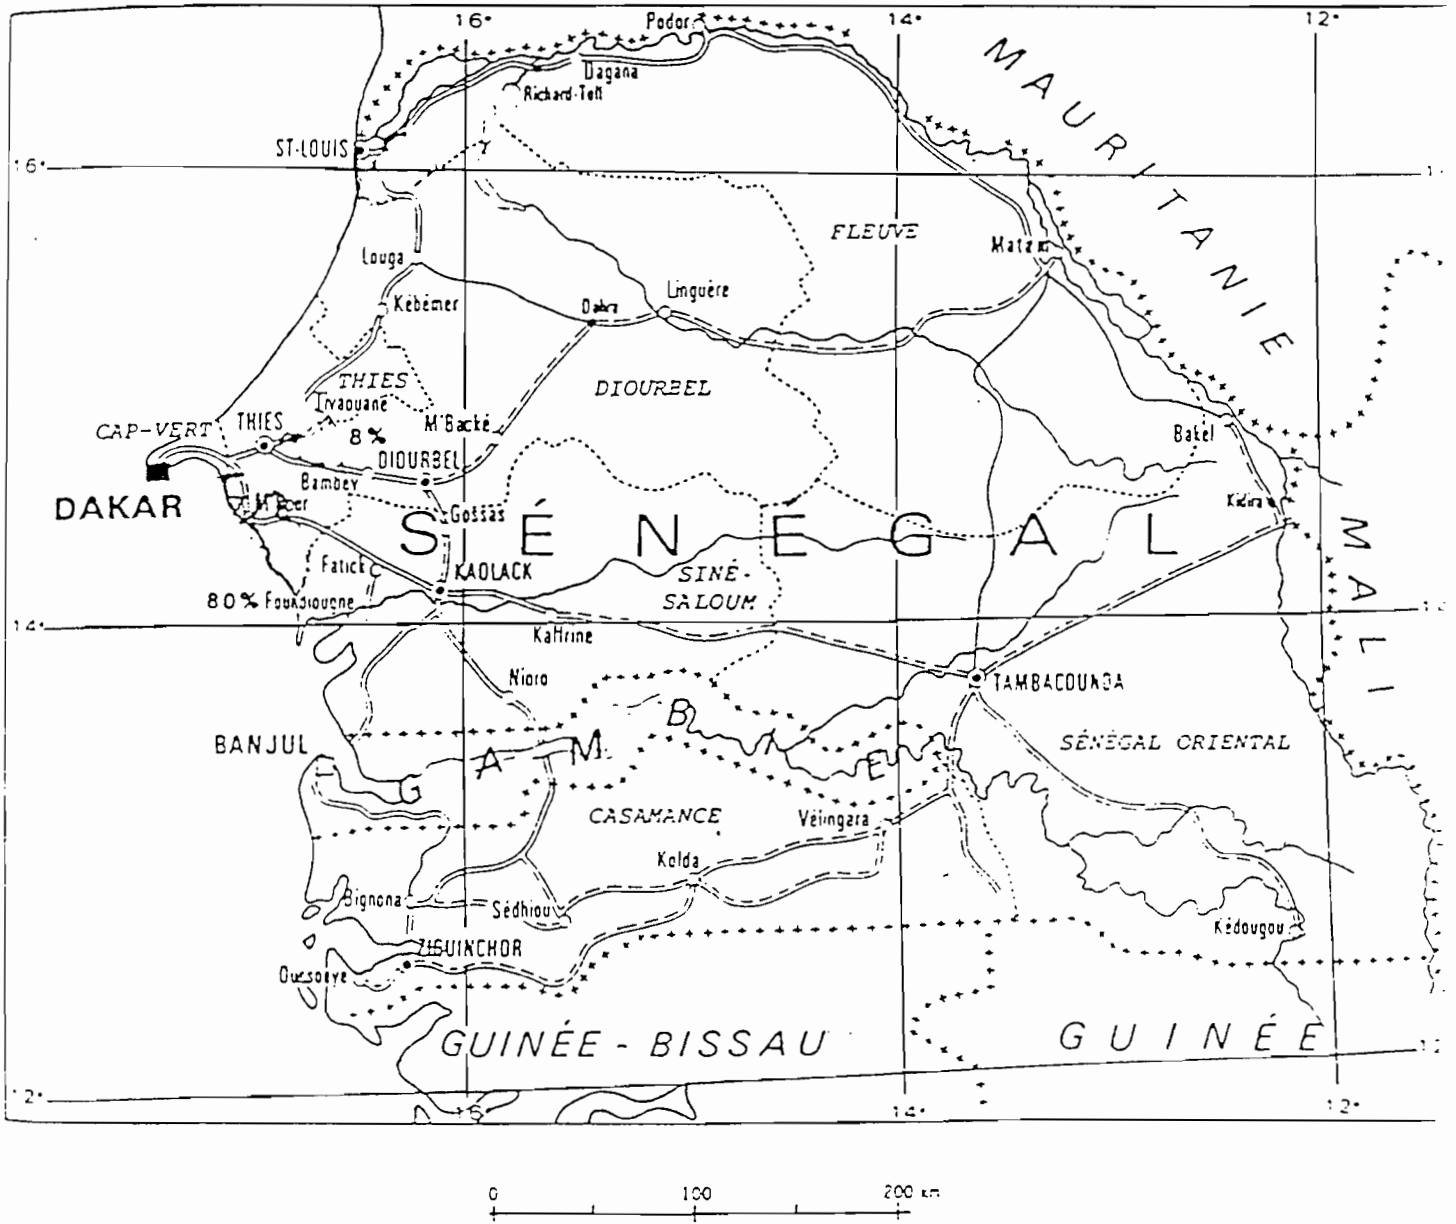 16°
14°
12°
Podor
MAURITANIE
Dagana
Richard-Toll
ST-LOUIS
16°
FLEUVE
Matam
Louga
Linguère
Kébémer
Dahra
THIES
DIOURBEL
Tivaouane
M'Backé
CAP-VERT
THIES
8%
Bakel
DIOURBEL
Bambey
DAKAR
Kidira
Gossas
SÉNÉGAL
MALI
Fatick
KAOLACK
SINÉ-
SALOUM
80%
14°
Kaffrine
Nioro
TAMBACOUNDA
BANJUL
GAMBIE
SÉNÉGAL ORIENTAL
CASAMANCE
Vélingara
Kolda
Bignona
Sédhiou
Kédougou
ZIGUINCHOR
GUINÉE-BISSAU
GUINÉE
12°
16°
14°
12°
0
100
200 km